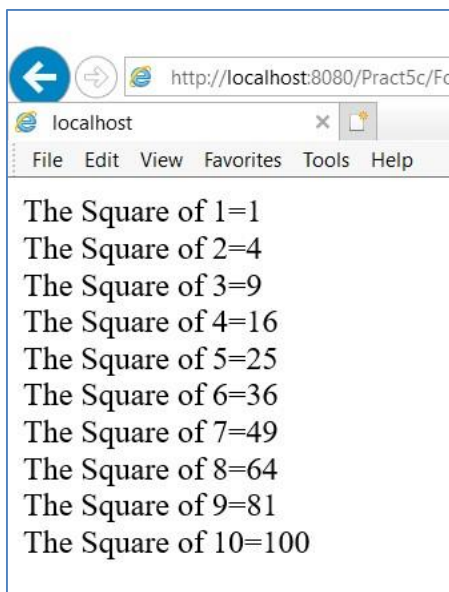 http://localhost:8080/Pract5c/Fo
localhost
File Edit View Favorites Tools Help
The Square of 1=1
The Square of 2=4
The Square of 3=9
The Square of 4=16
The Square of 5=25
The Square of 6=36
The Square of 7=49
The Square of 8=64
The Square of 9=81
The Square of 10=100